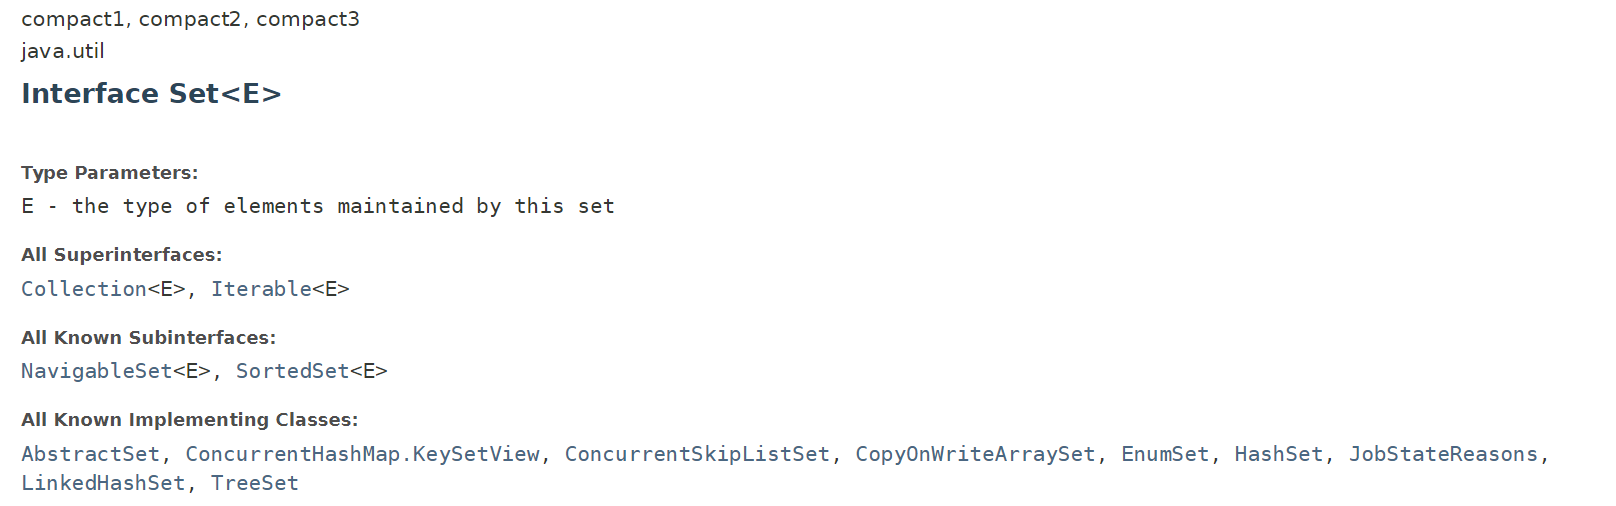 compact1, compact2, compact3
java.util
Interface Set<E>
Type Parameters:
E - the type of elements maintained by this set
All Superinterfaces:
Collection<E>, Iterable<E>
All Known Subinterfaces:
NavigableSet<E>, SortedSet<E>
All Known Implementing Classes:
AbstractSet, ConcurrentHashMap.KeySetView, ConcurrentSkipListSet, CopyOnWriteArraySet, EnumSet, HashSet, JobStateReasons,
LinkedHashSet, TreeSet